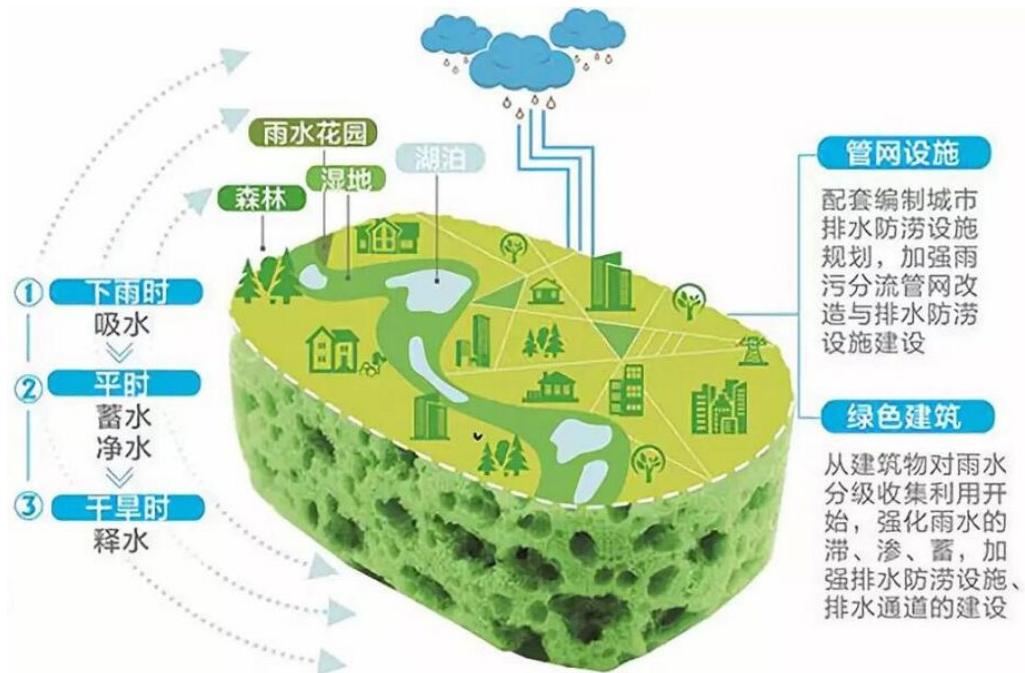 雨水花园
湖泊
湿地
森林
① 下雨时
吸水
② 平时
蓄水
净水
③ 干旱时
释水
管网设施
配套编制城市
排水防涝设施
规划，加强雨
污分流管网改
造与排水防涝
设施建设
绿色建筑
从建筑物对雨水
分级收集利用开
始，强化雨水的
滞、渗、蓄，加
强排水防涝设施、
排水通道的建设